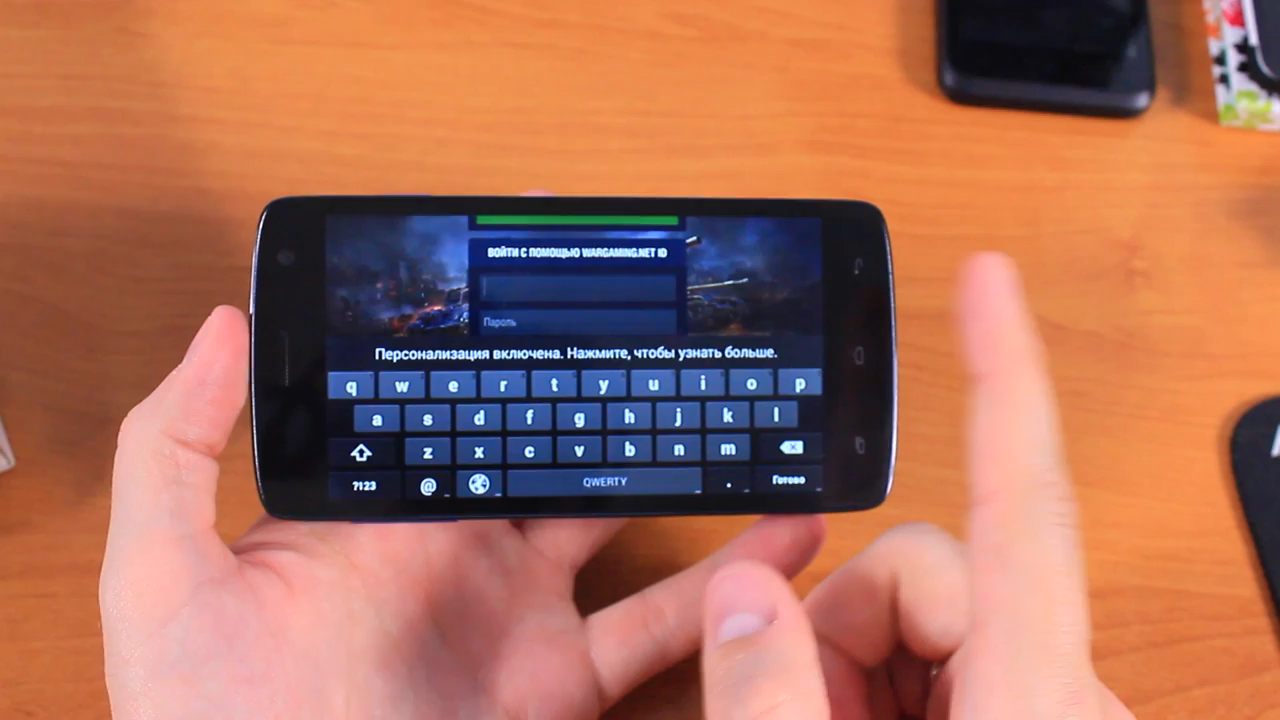 ВОЙТИ С ПОМОЩЬЮ WARGAMING.NET ID
Пароль
Персонализация включена. Нажмите, чтобы узнать больше.
q w e r t y u i o p
a s d f g h j k l
z x c v b n m
?123 @ QWERTY . Готово